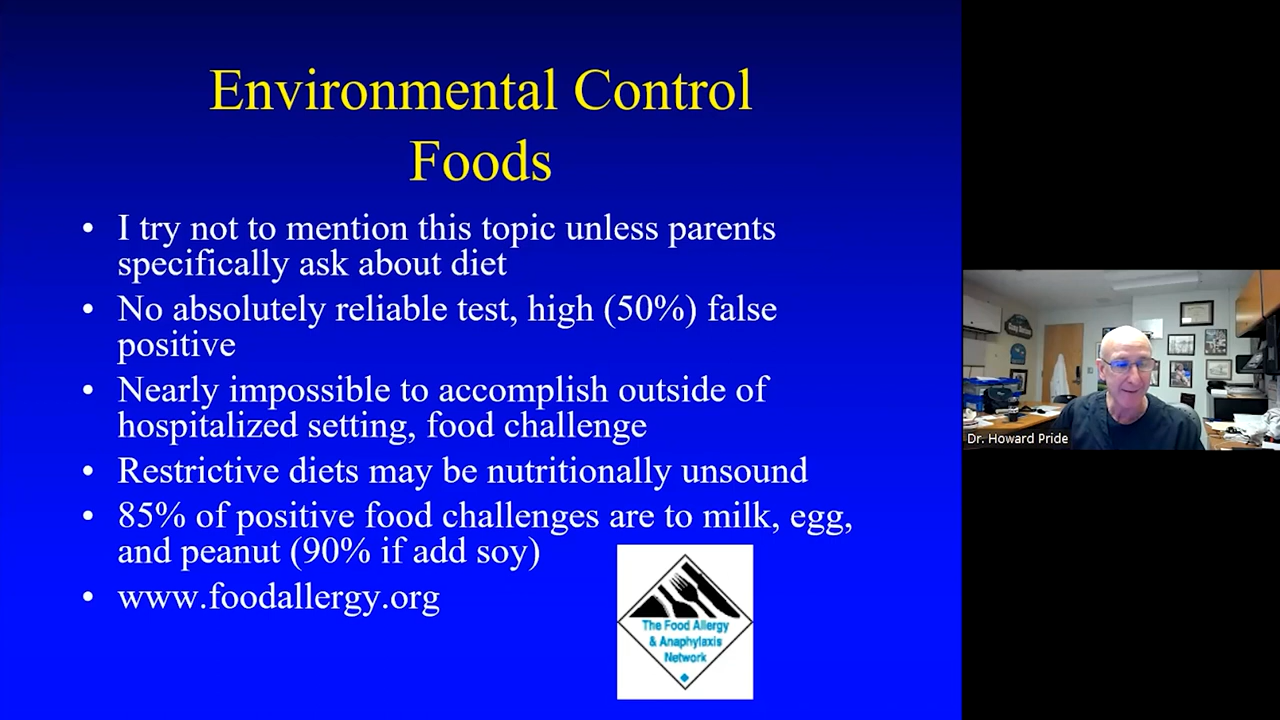 Environmental Control
Foods
• I try not to mention this topic unless parents
specifically ask about diet
• No absolutely reliable test, high (50%) false
positive
• Nearly impossible to accomplish outside of
hospitalized setting, food challenge
• Restrictive diets may be nutritionally unsound
• 85% of positive food challenges are to milk, egg,
and peanut (90% if add soy)
• www.foodallergy.org
The Food Allergy
& Anaphylaxis
Network
Dr. Howard Pride